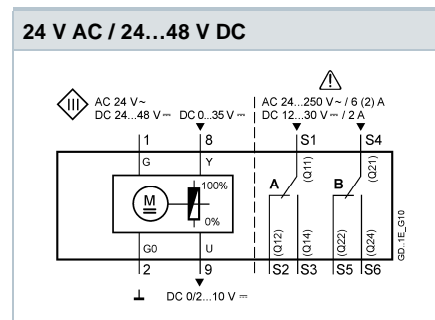 24 V AC / 24...48 V DC
III
AC 24 V~
DC 24...48 V ⎓
DC 0...35 V ⎓
AC 24...250 V~ / 6 (2) A
DC 12...30 V ⎓ / 2 A
1 8 S1 S4
G Y (Q11) (Q21)
100%
A B
M
0%
G0 U (Q12) (Q14) (Q22) (Q24)
2 9 S2 S3 S5 S6
DC 0/2...10 V ⎓
GD..1E_G10